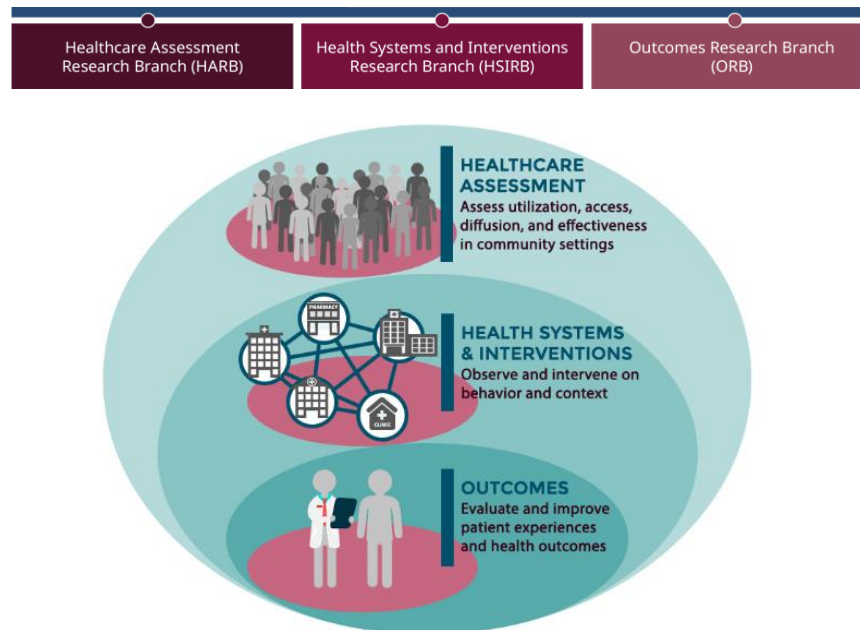 Healthcare Assessment
Research Branch (HARB)
Health Systems and Interventions
Research Branch (HSIRB)
Outcomes Research Branch
(ORB)
HEALTHCARE
ASSESSMENT
Assess utilization, access,
diffusion, and effectiveness
in community settings
PHARMACY
HEALTH SYSTEMS
& INTERVENTIONS
Observe and intervene on
behavior and context
CLINIC
OUTCOMES
Evaluate and improve
patient experiences
and health outcomes